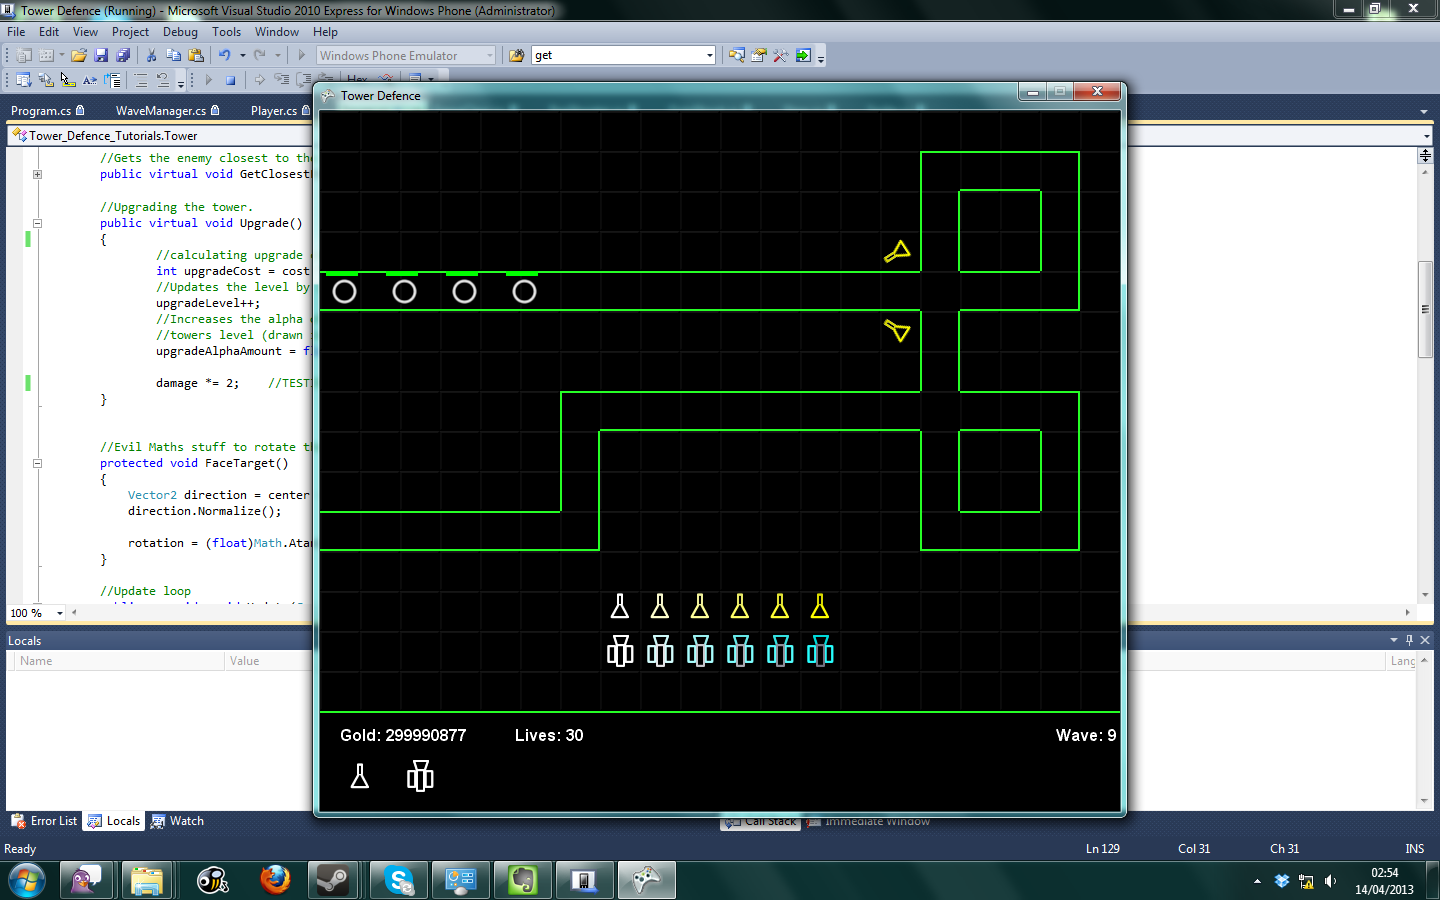 Tower Defence (Running) - Microsoft Visual Studio 2010 Express for Windows Phone (Administrator)
File Edit View Project Debug Tools Window Help
Windows Phone Emulator get
Hex
Program.cs WaveManager.cs Player.cs
Tower Defence
Tower_Defence_Tutorials.Tower
//Gets the enemy closest to the
public virtual void
//Upgrading the tower.
public virtual void Upgrade()
{
//calculating upgrade
int upgradeCost = cost
//Updates the level by
upgradeLevel++;
//Increases the alpha
//towers level (drawn
upgradeAlphaAmount =
damage *= 2; 
}
//Evil Maths stuff to rotate
protected void FaceTarget()
{
Vector2 direction = center
direction.Normalize();
rotation = (float)Math.
}
//Update loop
100 %
Locals
Name Value Lang
Gold: 299990877 Lives: 30 Wave: 9
Error List Locals Watch Call Stack Immediate Window
Ready Ln 129 Col 31 Ch 31 INS
02:54
14/04/2013